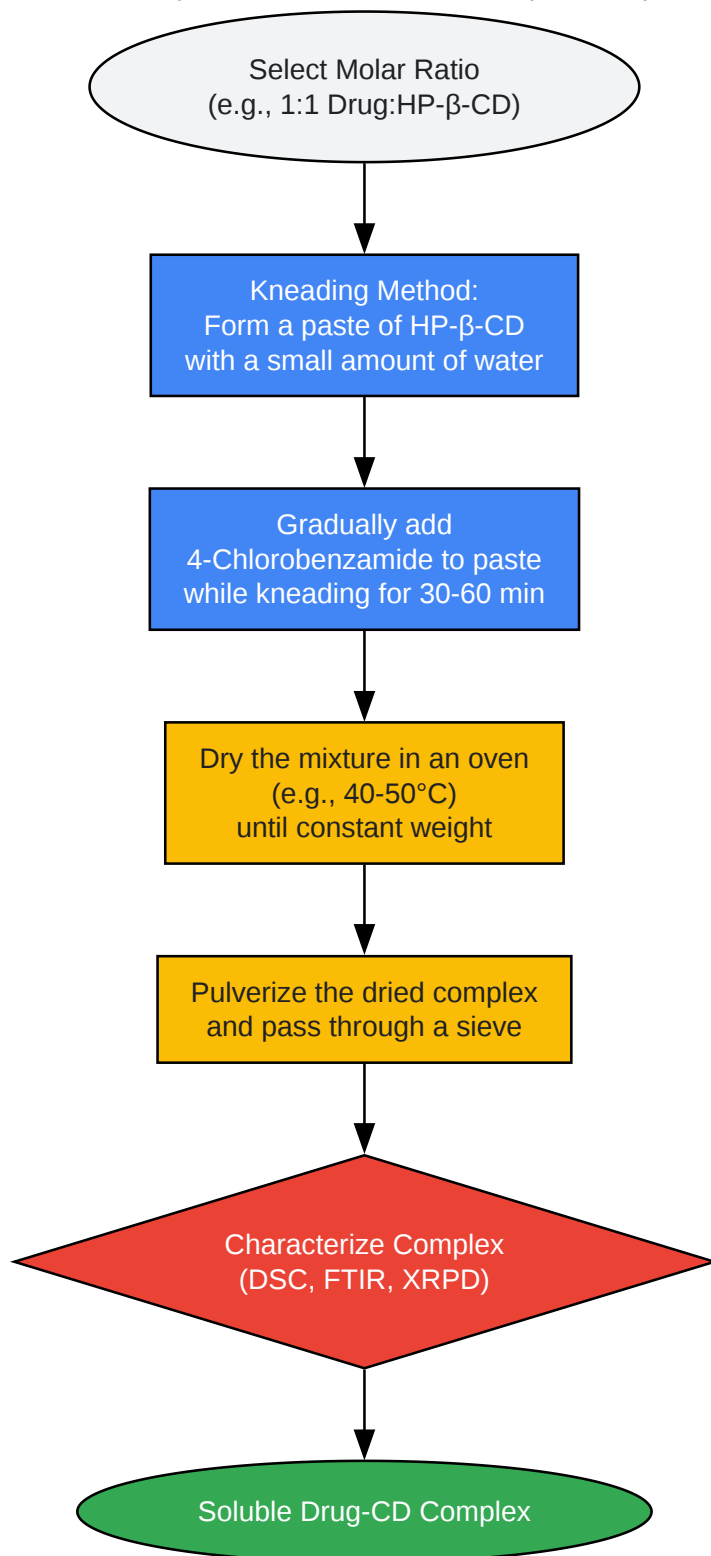 Select Molar Ratio
(e.g., 1:1 Drug:HP-β-CD)
Kneading Method:
Form a paste of HP-β-CD
with a small amount of water
Gradually add
4-Chlorobenzamide to paste
while kneading for 30-60 min
Dry the mixture in an oven
(e.g., 40-50°C)
until constant weight
Pulverize the dried complex
and pass through a sieve
Characterize Complex
(DSC, FTIR, XRPD)
Soluble Drug-CD Complex